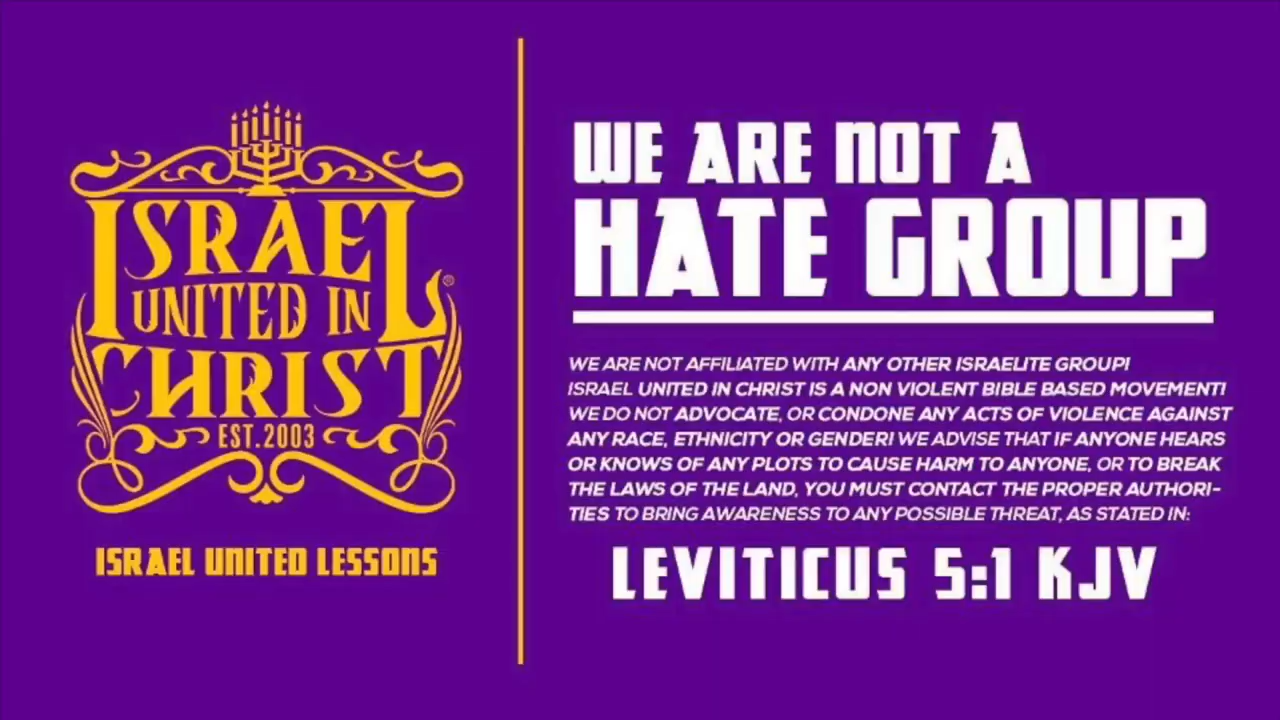 ISRAEL
UNITED IN
CHRIST
EST. 2003
ISRAEL UNITED LESSONS
WE ARE NOT A
HATE GROUP
WE ARE NOT AFFILIATED WITH ANY OTHER ISRAELITE GROUP!
ISRAEL UNITED IN CHRIST IS A NON VIOLENT BIBLE BASED MOVEMENT!
WE DO NOT ADVOCATE, OR CONDONE ANY ACTS OF VIOLENCE AGAINST
ANY RACE, ETHNICITY OR GENDER! WE ADVISE THAT IF ANYONE HEARS
OR KNOWS OF ANY PLOTS TO CAUSE HARM TO ANYONE, OR TO BREAK
THE LAWS OF THE LAND, YOU MUST CONTACT THE PROPER AUTHORI-
TIES TO BRING AWARENESS TO ANY POSSIBLE THREAT, AS STATED IN:
LEVITICUS 5:1 KJV